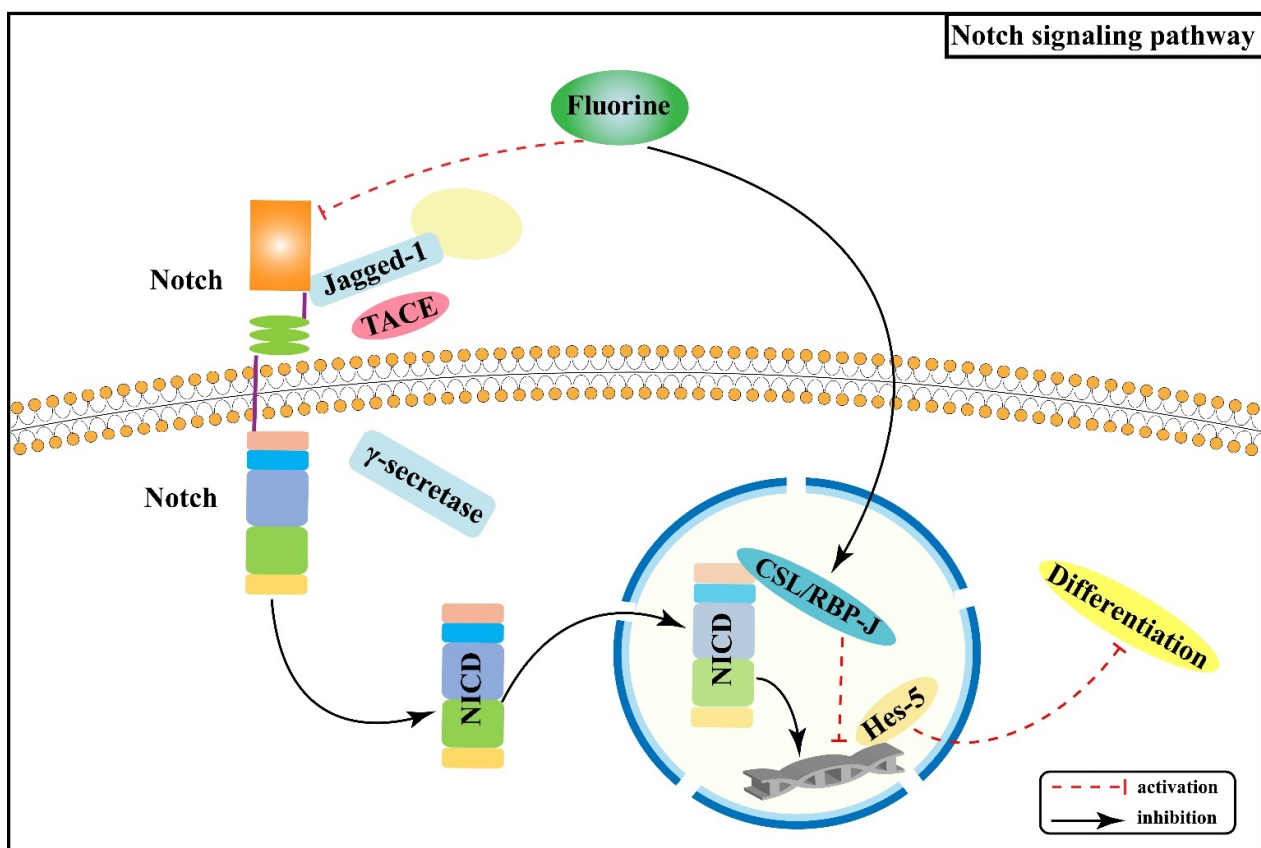 Notch signaling pathway
Fluorine
Jagged-1
Notch
TACE
γ-secretase
Notch
CSL/RBP-J
Differentiation
NICD
NICD
Hes-5
activation
inhibition